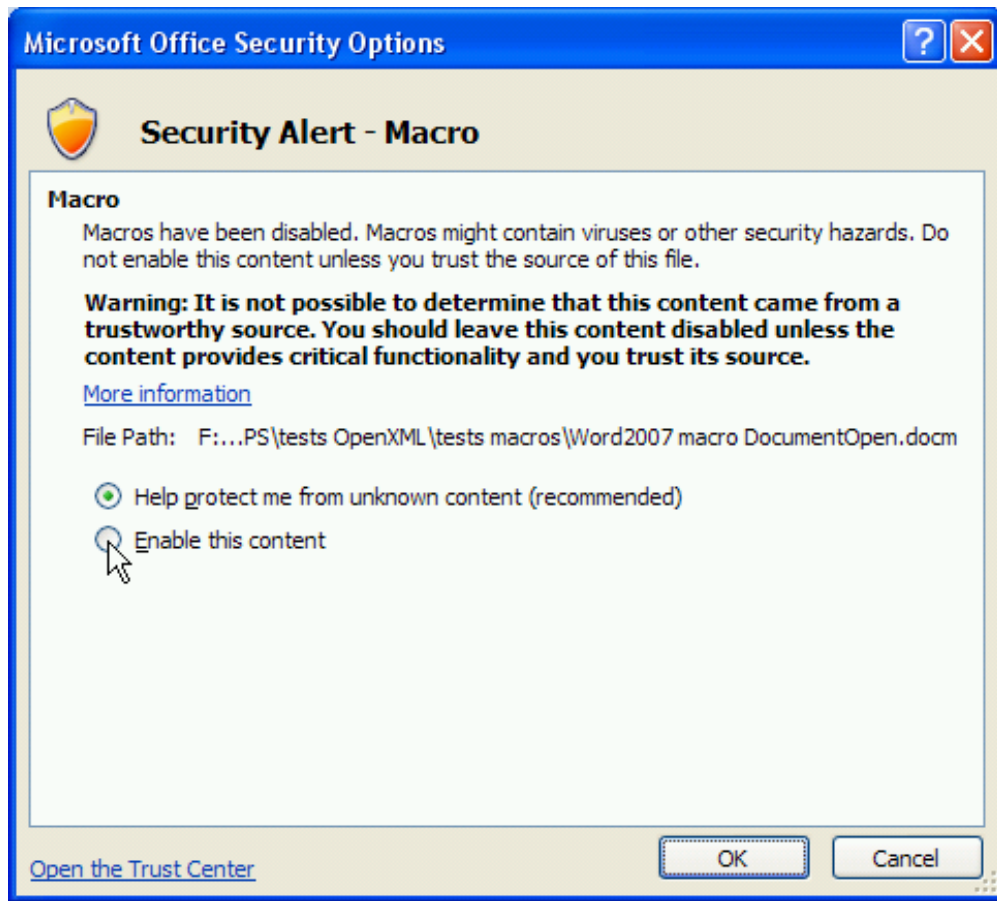 Microsoft Office Security Options
Security Alert - Macro
Macro
Macros have been disabled. Macros might contain viruses or other security hazards. Do
not enable this content unless you trust the source of this file.
Warning: It is not possible to determine that this content came from a
trustworthy source. You should leave this content disabled unless the
content provides critical functionality and you trust its source.
More information
File Path: F:...PS\tests OpenXML\tests macros\Word2007 macro DocumentOpen.docm
Help protect me from unknown content (recommended)
Enable this content
Open the Trust Center
OK
Cancel